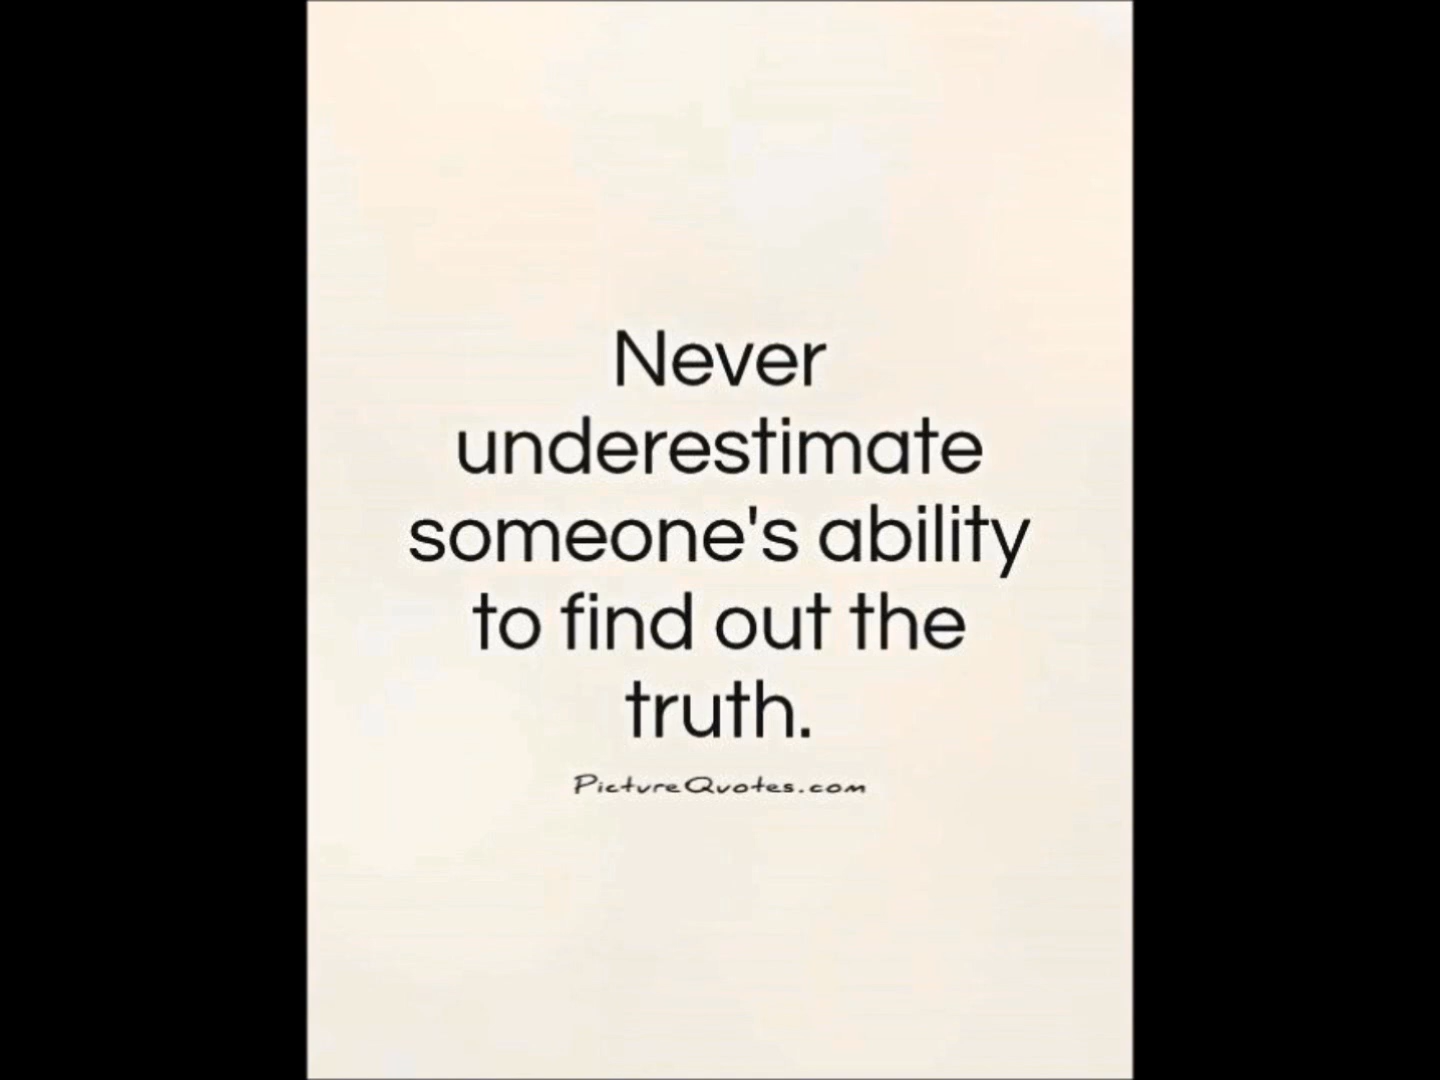 Never
underestimate
someone's ability
to find out the
truth.
PictureQuotes.com